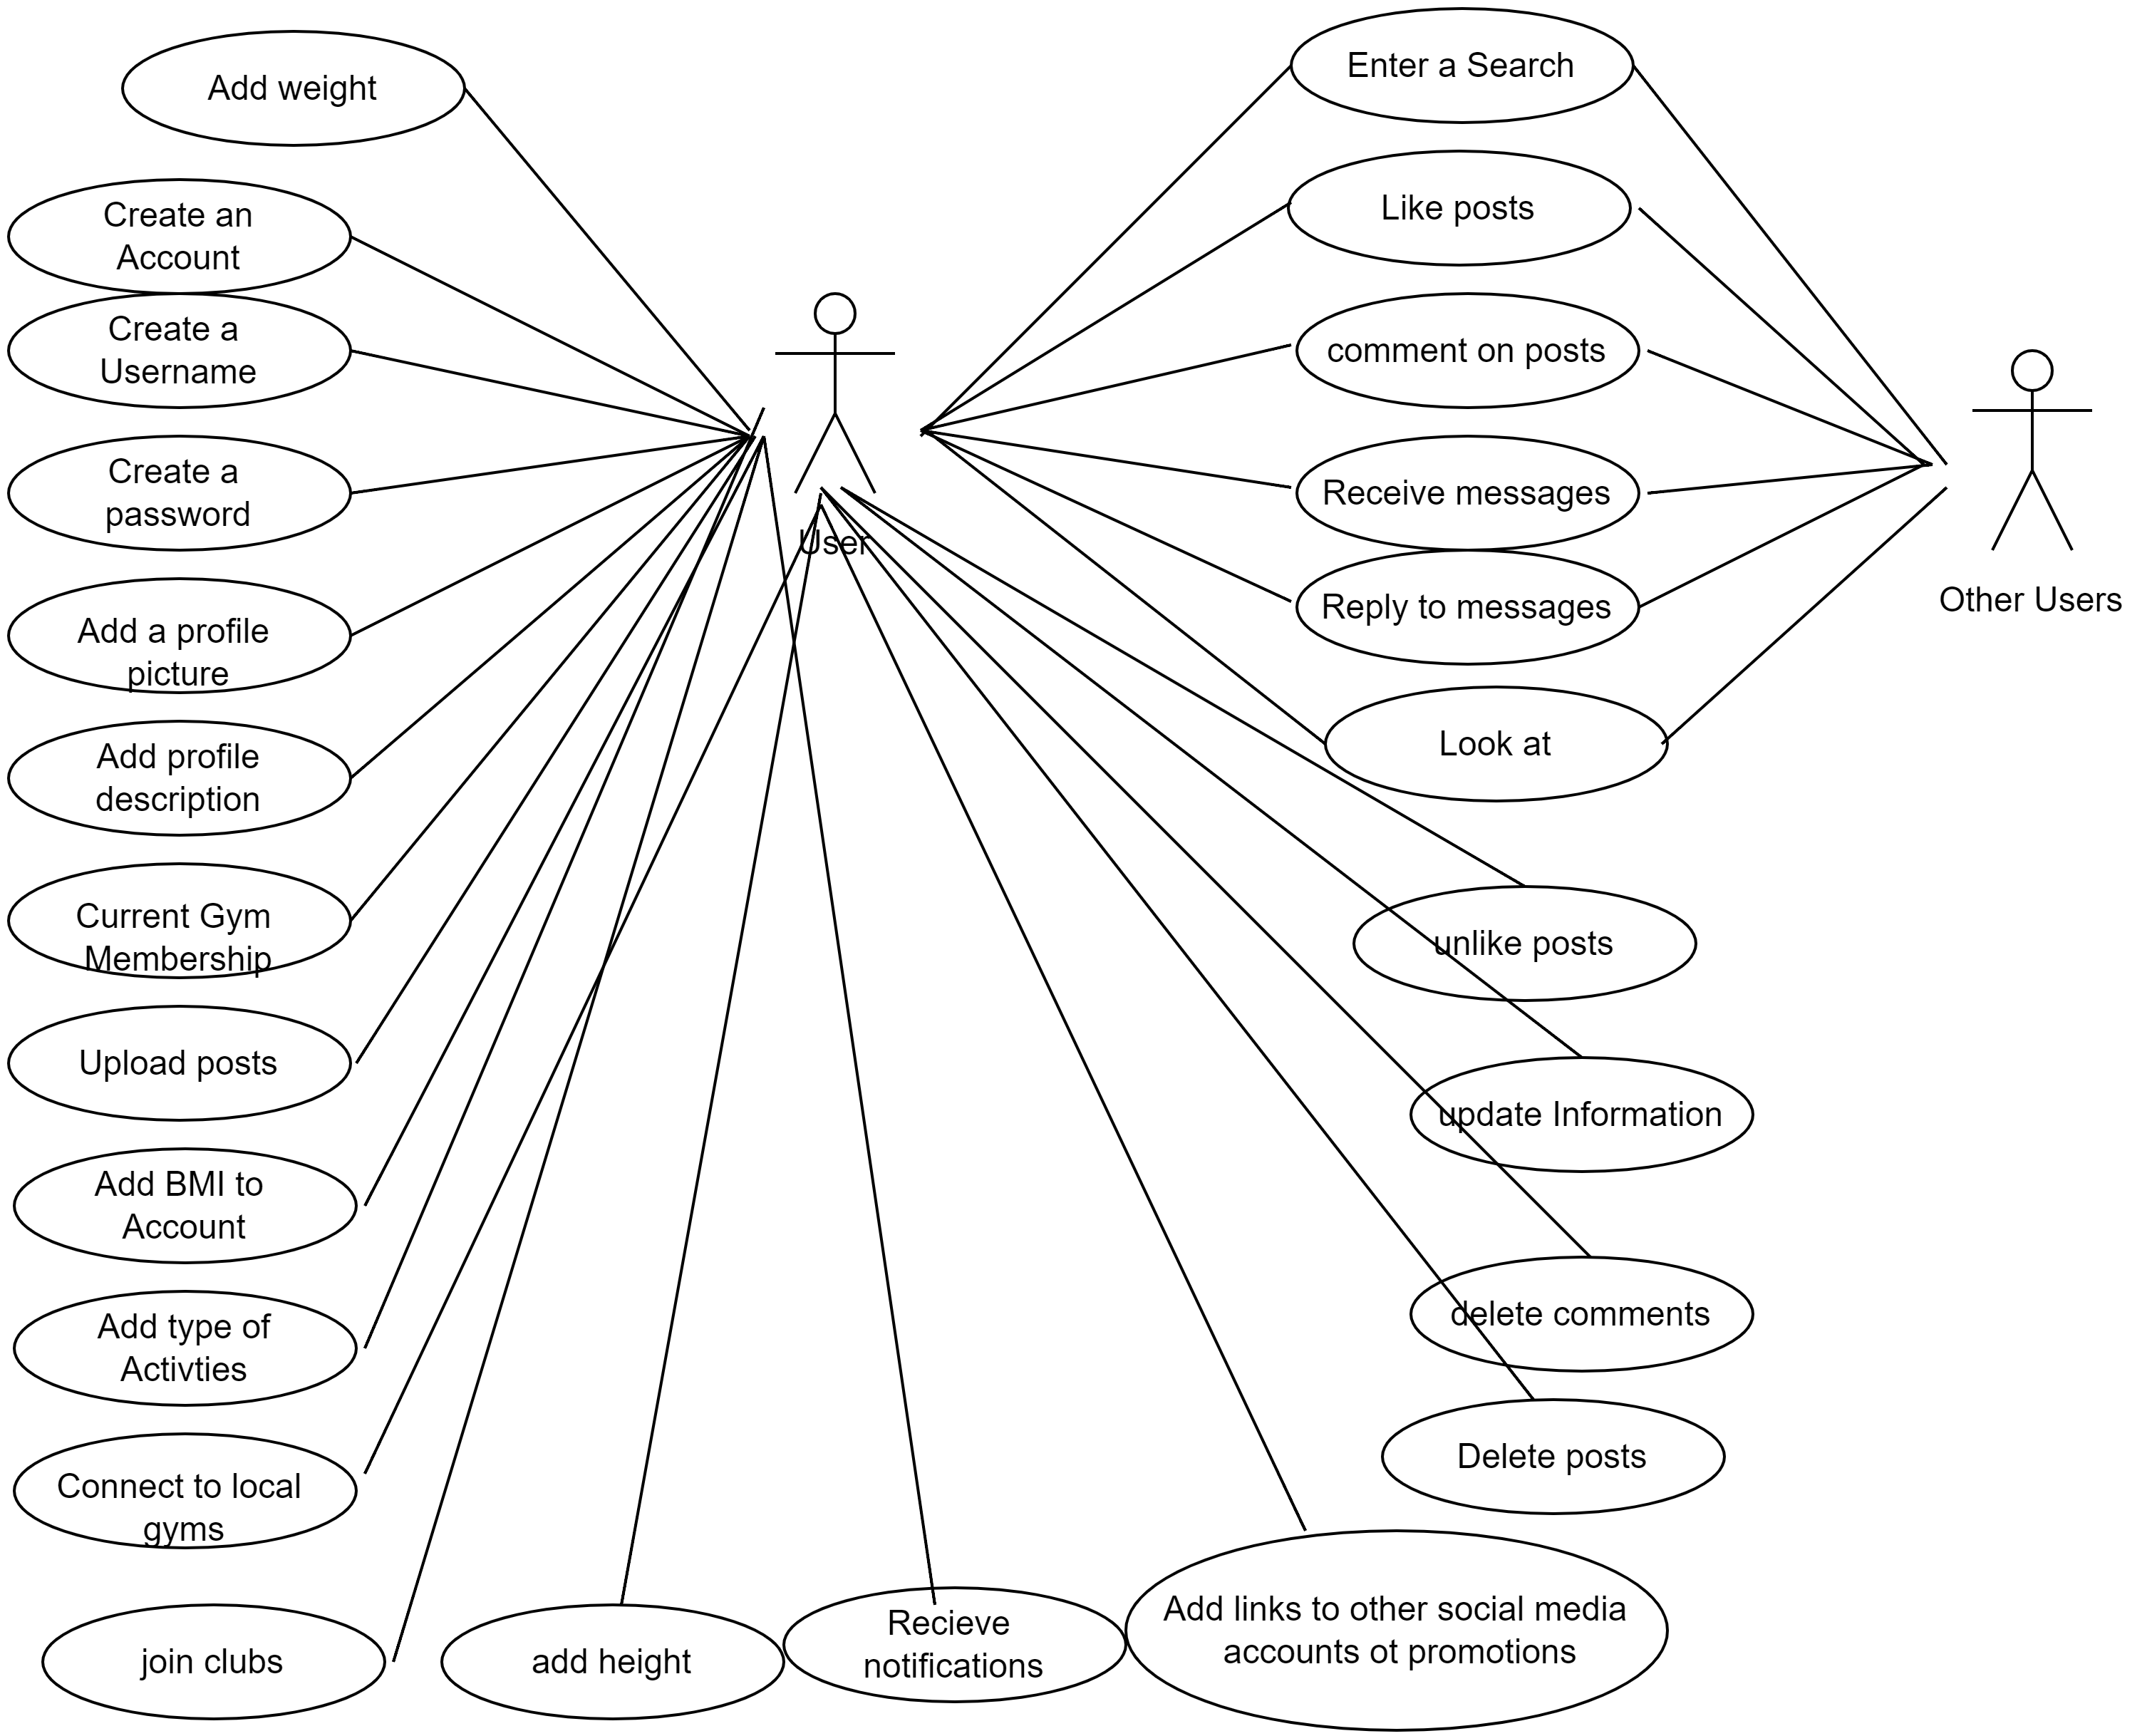 Add weight
Create an
Account
Create a
Username
Create a
password
Add a profile
picture
Add profile
description
Current Gym
Membership
Upload posts
Add BMI to
Account
Add type of
Activties
Connect to local
gyms
join clubs
add height
Recieve
notifications
Add links to other social media
accounts ot promotions
User
Enter a Search
Like posts
comment on posts
Receive messages
Reply to messages
Look at
unlike posts
update Information
delete comments
Delete posts
Other Users